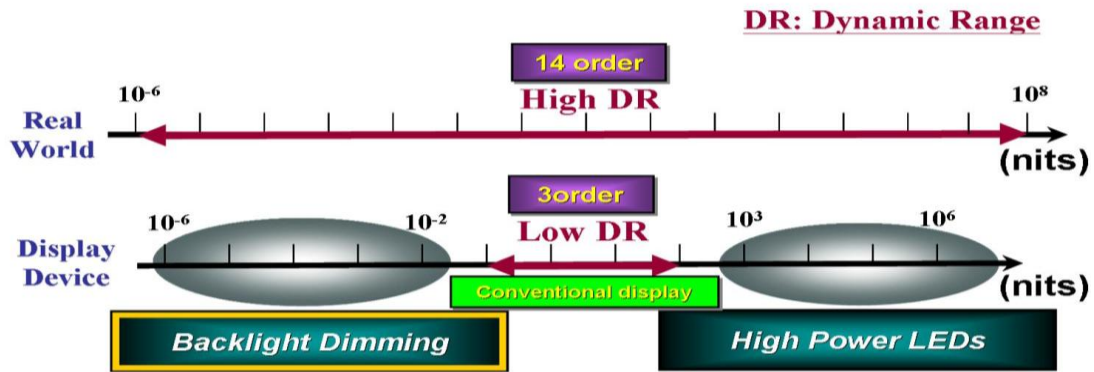 DR: Dynamic Range
14 order
10⁻⁶
High DR
10⁸
Real
World
(nits)
3order
10⁻⁶
10⁻²
Low DR
10³
10⁶
Display
Device
Conventional display
(nits)
Backlight Dimming
High Power LEDs